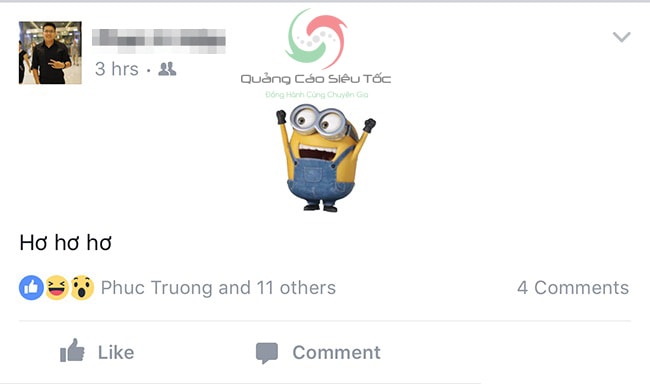 3 hrs ·
Quảng Cáo Siêu Tốc
Đồng Hành Cùng Chuyên Gia
Hơ hơ hơ
Phuc Truong and 11 others
4 Comments
Like
Comment